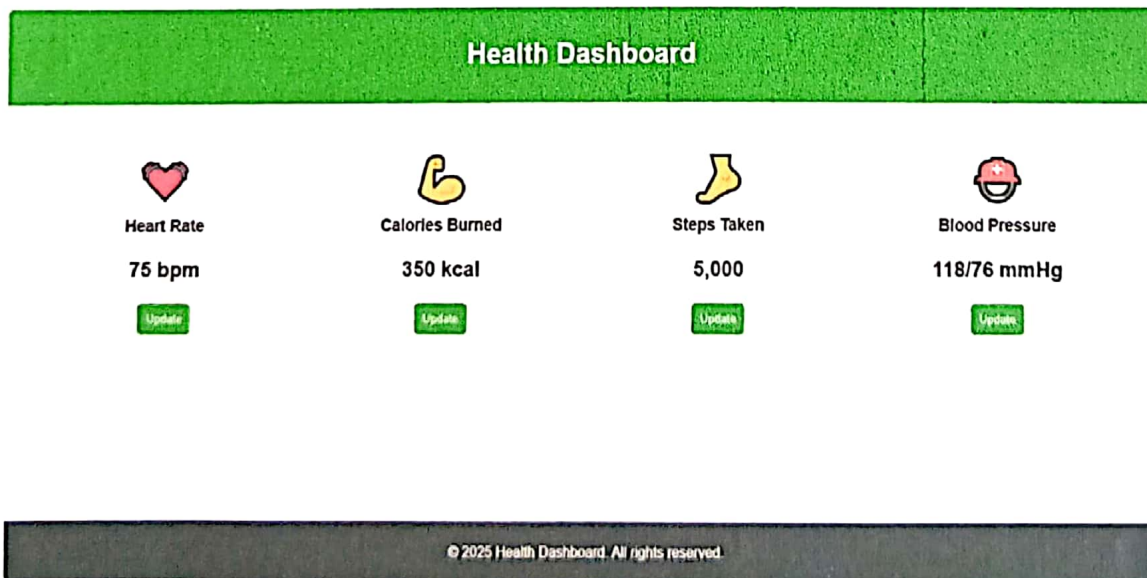 Health Dashboard
Heart Rate
75 bpm
Update
Calories Burned
350 kcal
Update
Steps Taken
5,000
Update
Blood Pressure
118/76 mmHg
Update
© 2025 Health Dashboard. All rights reserved.